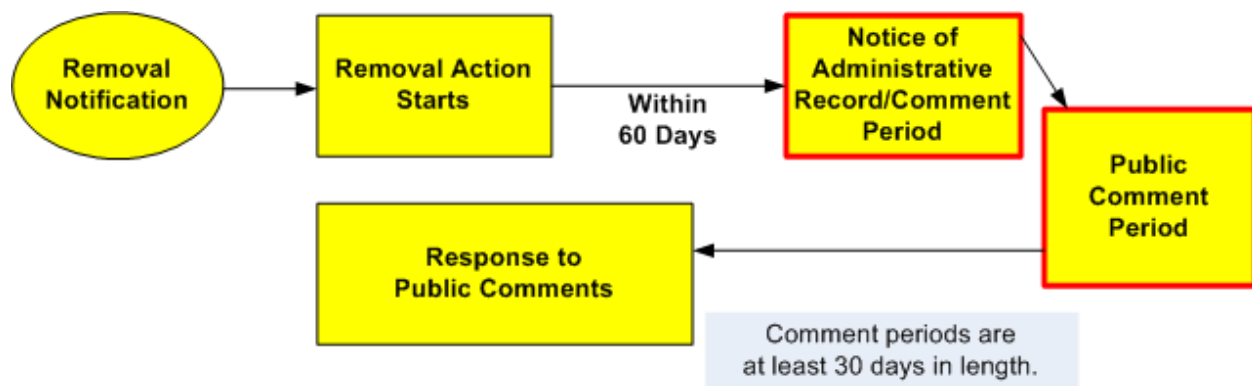 Removal
Notification
Removal Action
Starts
Within
60 Days
Notice of
Administrative
Record/Comment
Period
Public
Comment
Period
Response to
Public Comments
Comment periods are
at least 30 days in length.